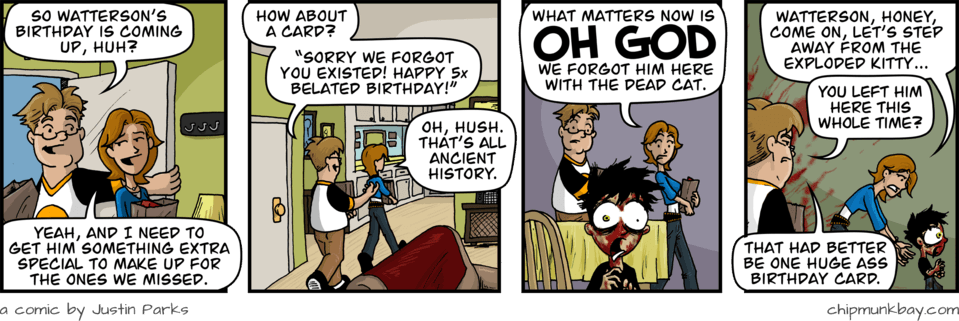 SO WATTERSON'S
BIRTHDAY IS COMING
UP, HUH?
YEAH, AND I NEED TO
GET HIM SOMETHING EXTRA
SPECIAL TO MAKE UP FOR
THE ONES WE MISSED.
HOW ABOUT
A CARD?
"SORRY WE FORGOT
YOU EXISTED! HAPPY 5x
BELATED BIRTHDAY!"
OH, HUSH.
THAT'S ALL
ANCIENT
HISTORY.
WHAT MATTERS NOW IS
OH GOD
WE FORGOT HIM HERE
WITH THE DEAD CAT.
WATTERSON, HONEY,
COME ON, LET'S STEP
AWAY FROM THE
EXPLODED KITTY...
YOU LEFT HIM
HERE THIS
WHOLE TIME?
THAT HAD BETTER
BE ONE HUGE ASS
BIRTHDAY CARD.
a comic by Justin Parks
chipmunkbay.com